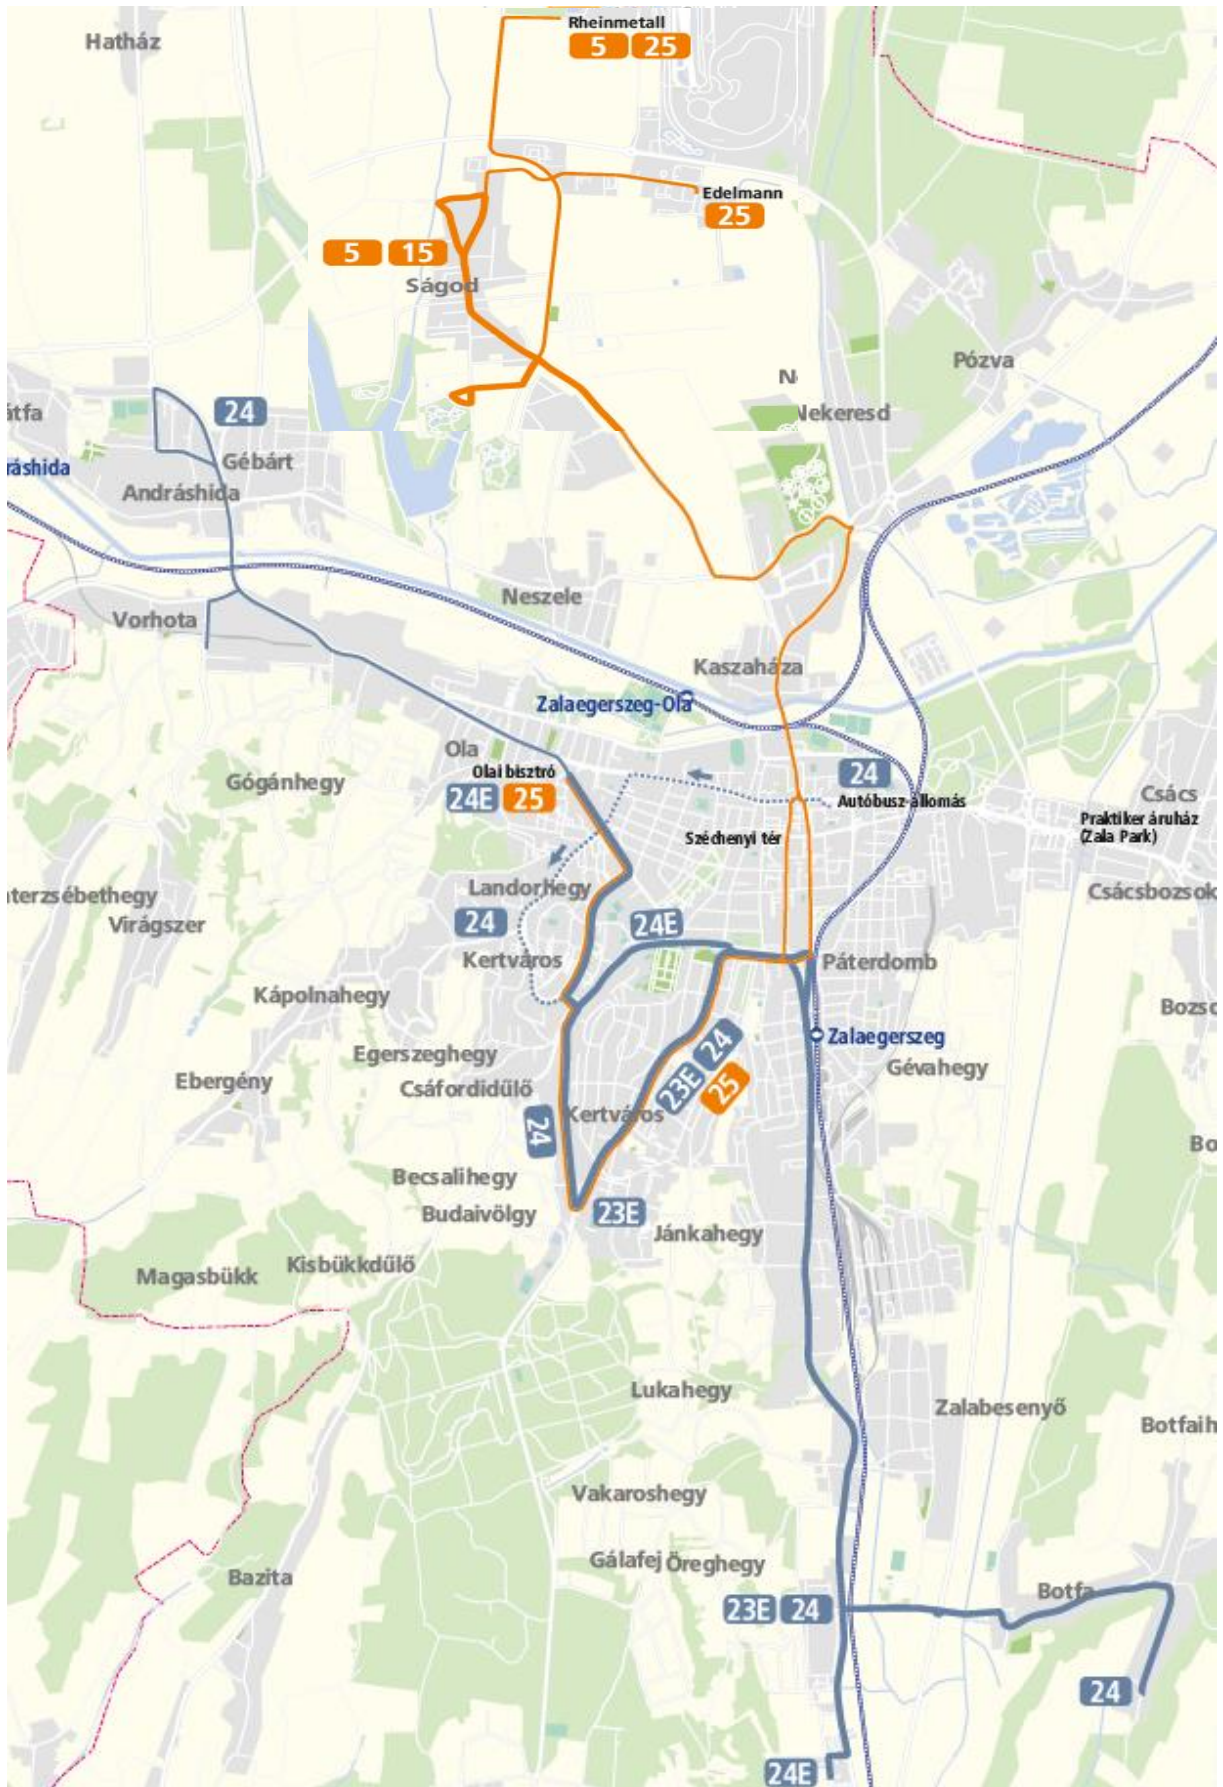 Rheinmetall
5 25
Hatház
Edelmann
25
5 15
Ságod
Pózva
24
Nekeresd
Gébárt
Andráshida
Neszele
Vorhota
Kaszaháza
Zalaegerszeg-Ola
Ola
Olai bisztró
24E 25
24
Gógánhegy
Autóbusz-állomás
Csács
Praktiker áruház
(Zala Park)
Széchenyi tér
Landorhegy
Csácsbozsok
Virágszer
24
24E
Kertváros
Páterdomb
Kápolnahegy
Zalaegerszeg
Egerszeghegy
Gévahegy
Ebergény
Csáfordidűlő
23E 24
25
Kertváros
24
Becsalihegy
Budaivölgy
23E
Jánkahegy
Kisbükkdűlő
Magasbükk
Lukahegy
Zalabesenyő
Botfaih
Vakaroshegy
Gálafej
Öreghegy
Bazita
Botfa
23E 24
24
24E